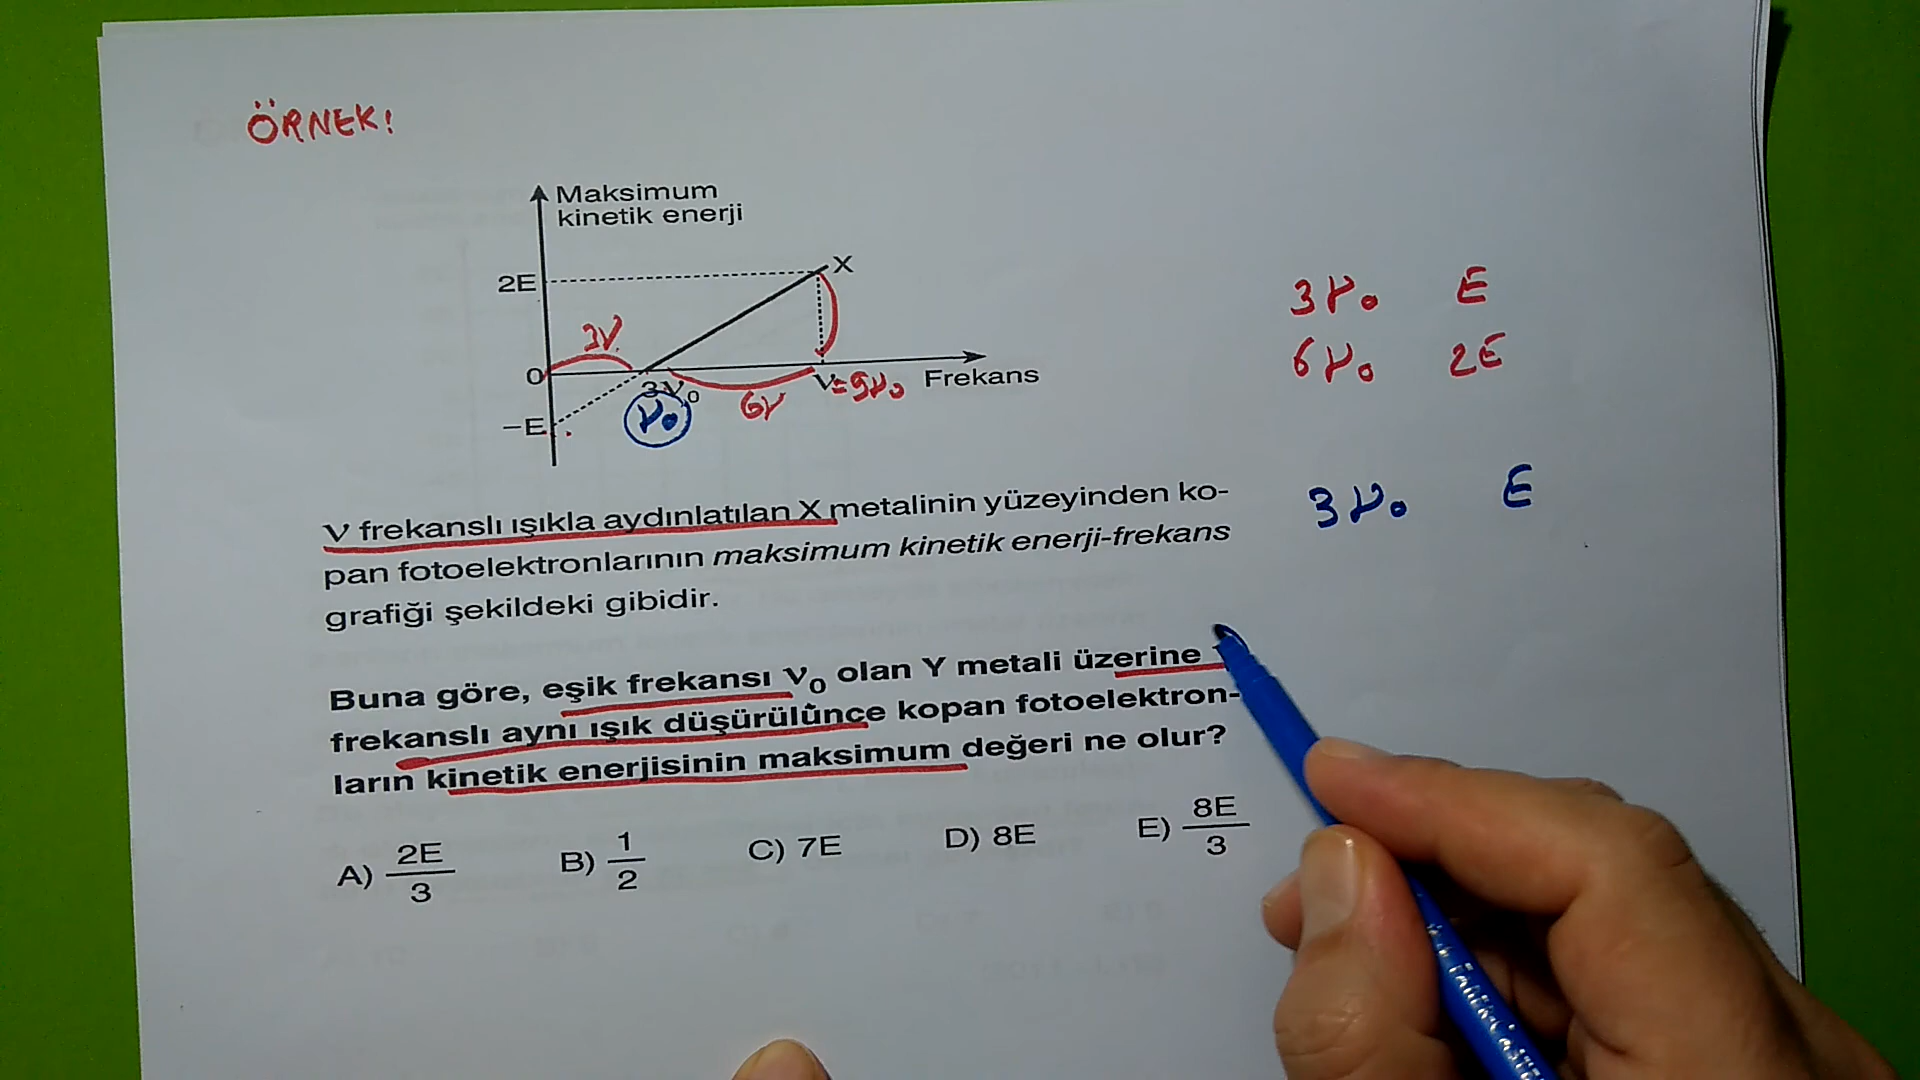 ÖRNEK!
Maksimum
kinetik enerji
2E
X
3ν
0
3ν₀
ν=9ν₀
Frekans
6ν
ν₀
−E
3ν₀ E
6ν₀ 2E
3ν₀ E
ν frekanslı ışıkla aydınlatılan X metalinin yüzeyinden ko-
pan fotoelektronlarının maksimum kinetik enerji-frekans
grafiği şekildeki gibidir.
Buna göre, eşik frekansı ν₀ olan Y metali üzerine
frekanslı aynı ışık düşürülünce kopan fotoelektron-
ların kinetik enerjisinin maksimum değeri ne olur?
A) 2E/3 B) 1/2 C) 7E D) 8E E) 8E/3